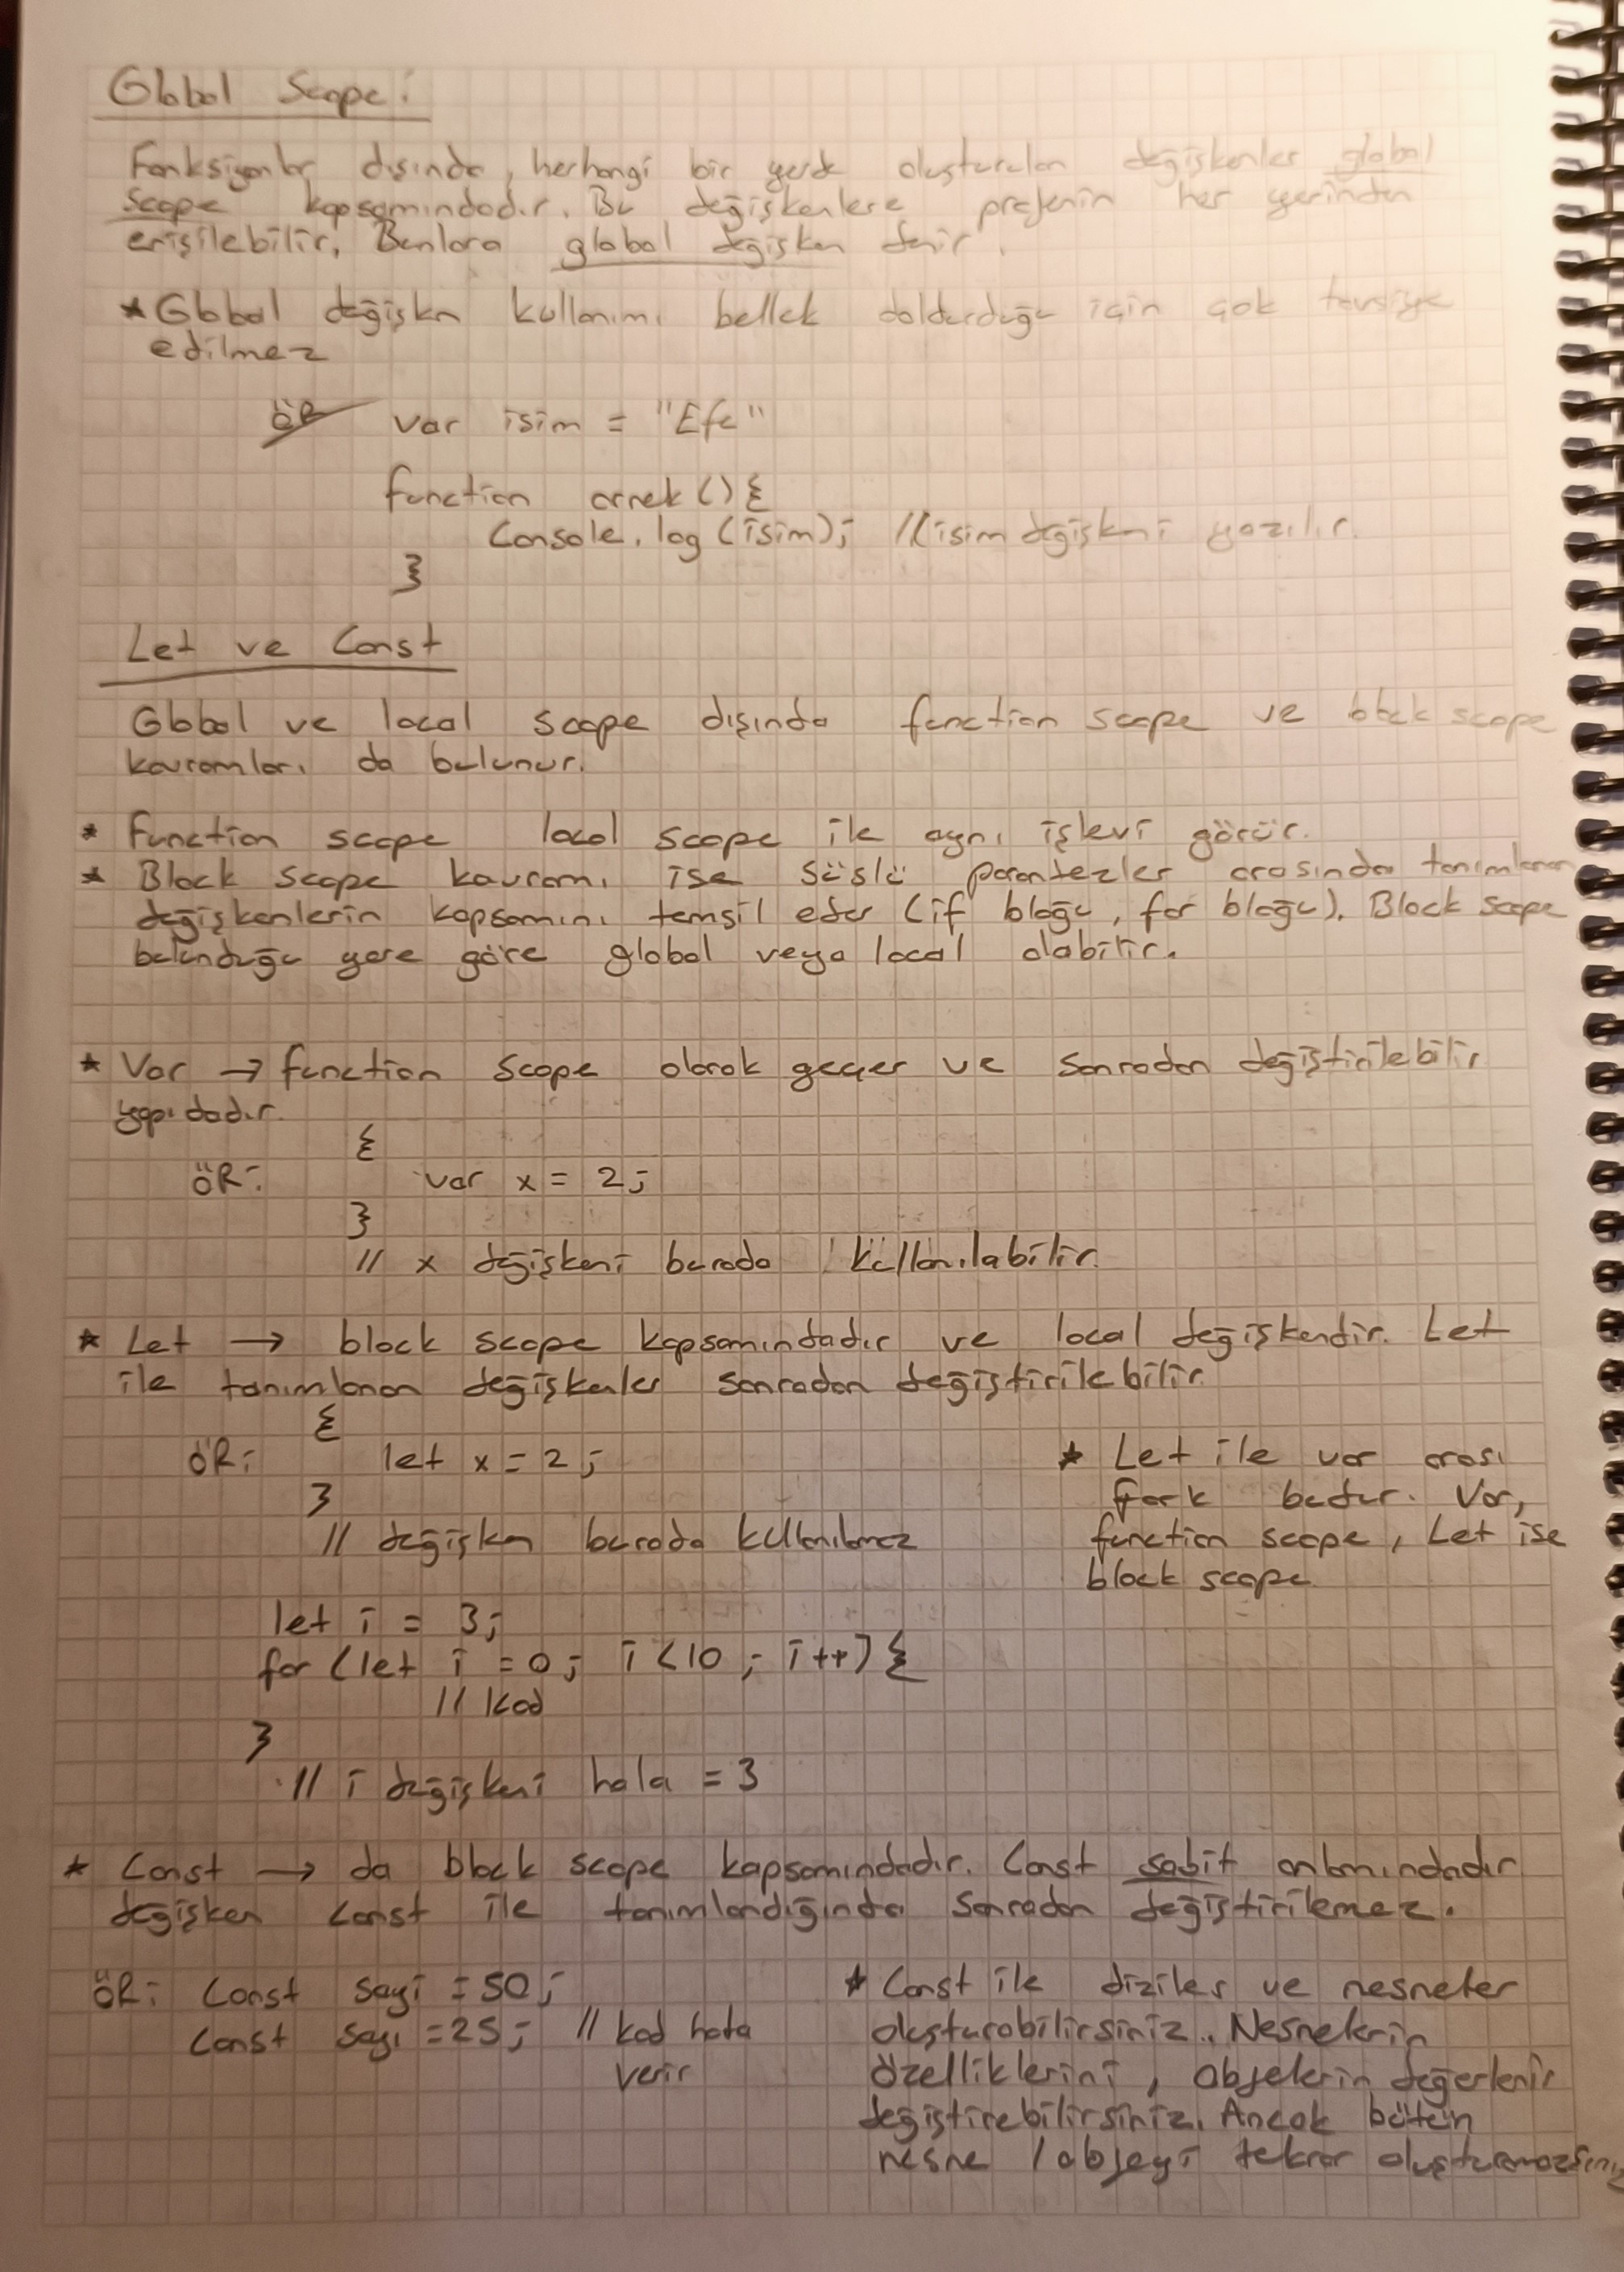 Global Scope:
Fonksiyonlar dışında, herhangi bir yerde oluşturulan değişkenler global
Scope kapsamındadır. Bu değişkenlere projenin her yerinden
erişilebilir. Bunlara global değişken denir.
* Global değişken kullanımı bellek doldurduğu için çok tavsiye
edilmez
ÖR var isim = "Efe"
function ornek(){
Console.log(isim); //isim değişkeni yazılır.
}
Let ve Const
Global ve local scope dışında function scope ve block scope
kavramları da bulunur.
* Function scope local scope ile aynı işlevi görür.
* Block scope kavramı ise süslü parantezler arasında tanımlanan
değişkenlerin kapsamını temsil eder (if bloğu, for bloğu). Block scope
bulunduğu yere göre global veya local olabilir.
* Var → function scope olarak geçer ve sonradan değiştirilebilir
yapıdadır.
{
ÖR: var x = 2;
}
// x değişkeni burada kullanılabilir.
* Let → block scope kapsamındadır ve local değişkendir. Let
ile tanımlanan değişkenler sonradan değiştirilebilir.
{
ÖR: let x = 2;
}
// değişken burada kullanılmaz
* Let ile var arası
fark budur. Var,
function scope, Let ise
block scope
let i = 3;
for (let i = 0; i < 10; i++) {
// Kod
}
// i değişkeni hala = 3
* Const → da block scope kapsamındadır. Const sabit anlamındadır
değişken const ile tanımlandığında sonradan değiştirilemez.
ÖR: Const sayi = 50;
Const sayı = 25; // kod hata
verir
* Const ile diziler ve nesneler
oluşturabilirsiniz. Nesnelerin
özelliklerini, objelerin değerlerini
değiştirebilirsiniz. Ancak bütün
nesne / objeyi tekrar oluşturamazsınız